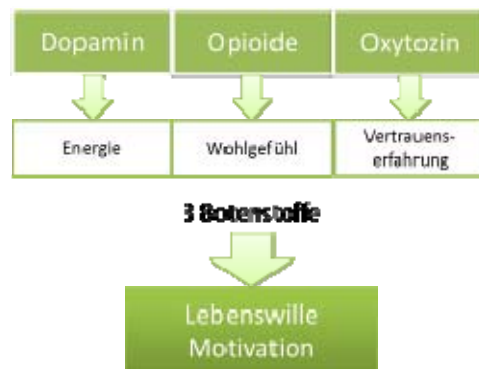 Dopamin Opioide Oxytozin
Energie Wohlgefühl Vertrauens-
erfahrung
3 Botenstoffe
Lebenswille
Motivation